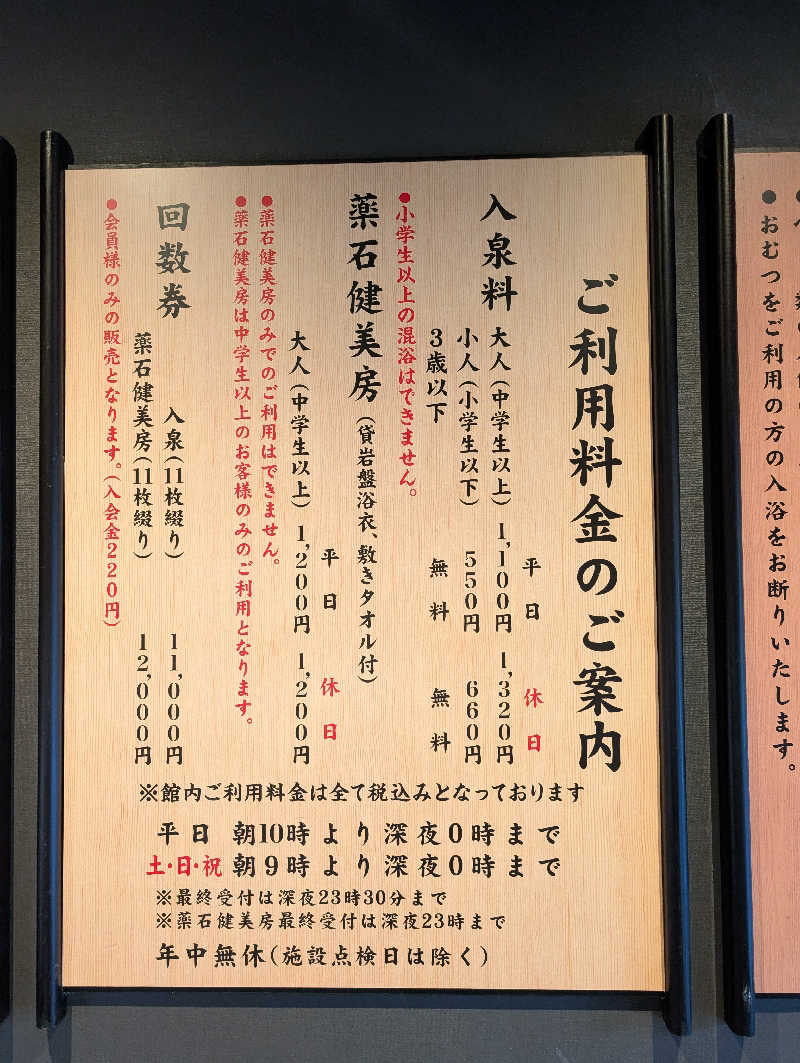 おむつをご利用の方の入浴をお断りいたします。
ご利用料金のご案内
平日 休日
入泉料 大人(中学生以上) 1,100円 1,320円
小人(小学生以下) 550円 660円
3歳以下 無料 無料
●小学生以上の混浴はできません。
薬石健美房(貸岩盤浴衣、敷きタオル付)
平日 休日
大人(中学生以上) 1,200円 1,200円
●薬石健美房のみでのご利用はできません。
●薬石健美房は中学生以上のお客様のみのご利用となります。
回数券 入泉(11枚綴り) 11,000円
薬石健美房(11枚綴り) 12,000円
●会員様のみの販売となります。(入会金220円)
※館内ご利用料金は全て税込みとなっております
平日 朝10時より深夜0時まで
土・日・祝 朝9時より深夜0時まで
※最終受付は深夜23時30分まで
※薬石健美房最終受付は深夜23時まで
年中無休(施設点検日は除く)